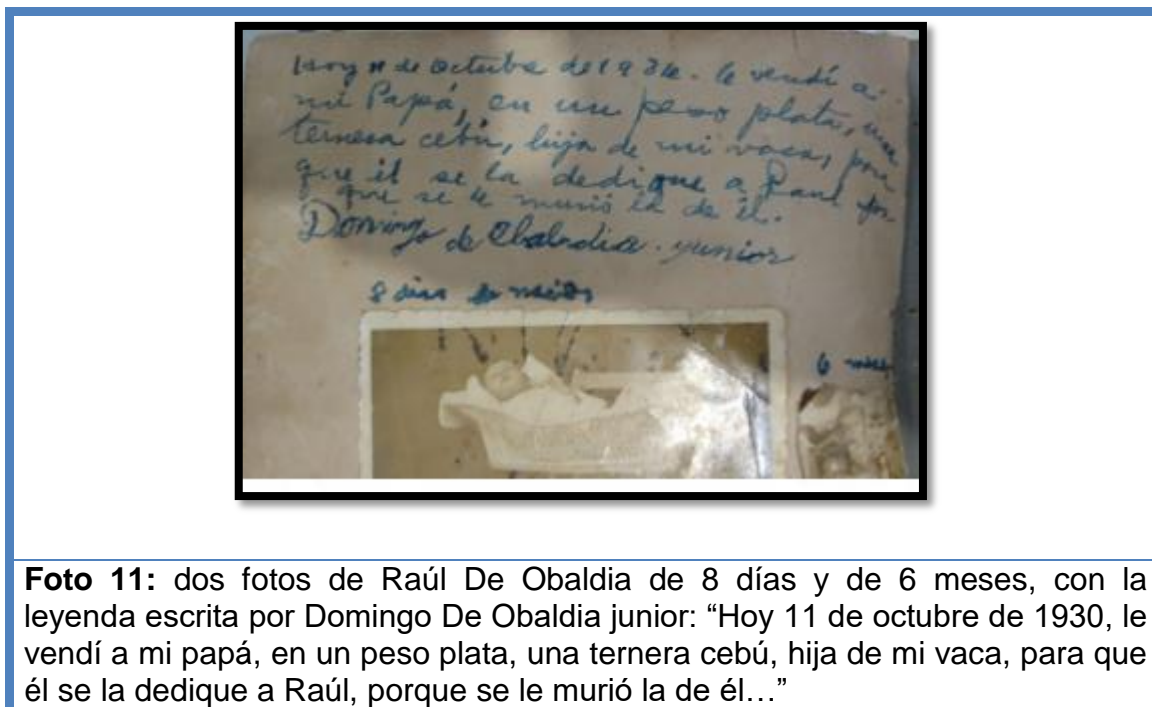 Hoy 11 de octubre de 1934. le vendí a
mi Papá, en un peso plata, una
ternera cebú, hija de mi vaca, para
que él se la dedique a Raul por
que se le murió la de él.
Domingo de Obaldia. yunior
8 dias de nacido
6 meses
Foto 11: dos fotos de Raúl De Obaldia de 8 días y de 6 meses, con la
leyenda escrita por Domingo De Obaldia junior: “Hoy 11 de octubre de 1930, le
vendí a mi papá, en un peso plata, una ternera cebú, hija de mi vaca, para que
él se la dedique a Raúl, porque se le murió la de él…”